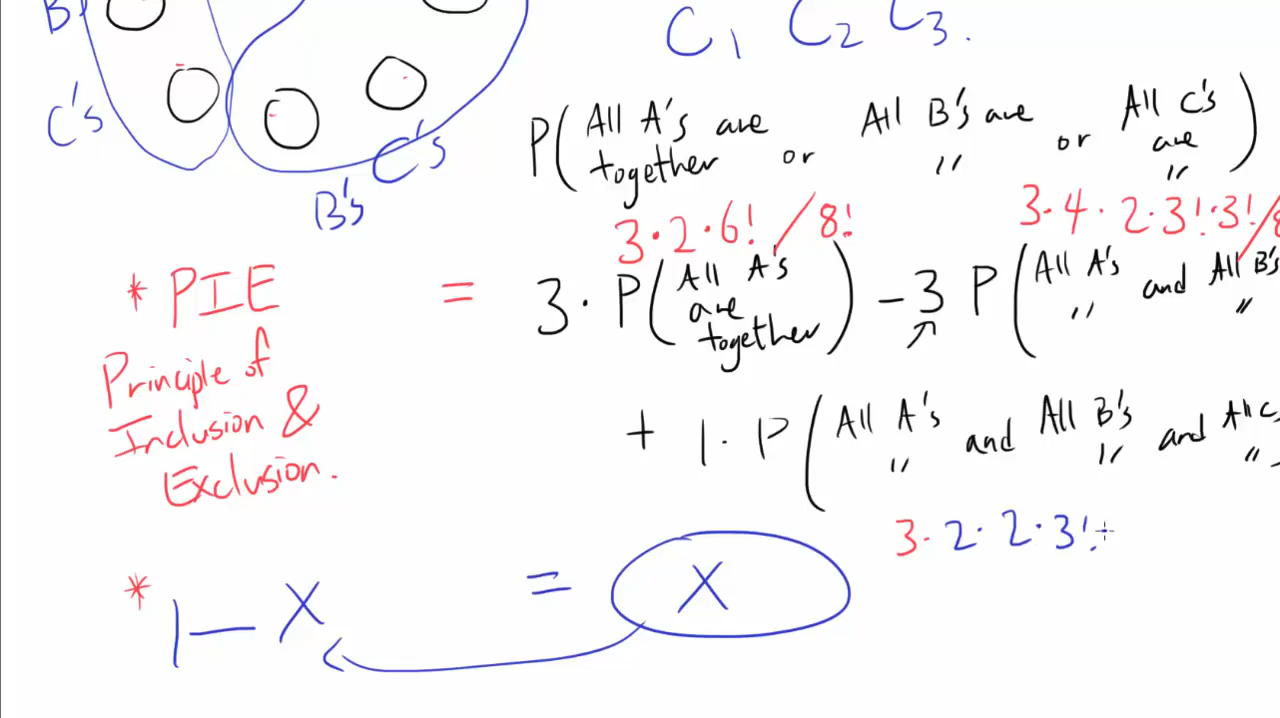 C₁ C₂ C₃.
C's
C's
B's
P( All A's are together or All B's are " or All C's are " )
3·2·6! / 8!
3·4·2·3!·3! /
* PIE
Principle of
Inclusion &
Exclusion.
= 3· P( All A's are together ) - 3 P( All A's " and All B's "
+ 1· P( All A's " and All B's " and All C "
3·2·2·3!·
* 1 - X = X